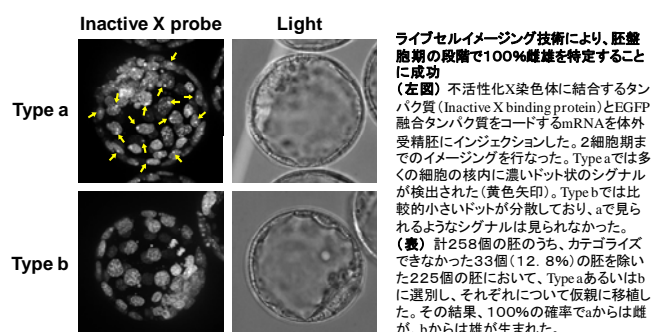 Inactive X probe
Light
Type a
Type b
ライブセルイメージング技術により、胚盤
胞期の段階で100%雌雄を特定すること
に成功
(左図) 不活性化X染色体に結合するタン
パク質(Inactive X binding protein)とEGFP
融合タンパク質をコードするmRNAを体外
受精胚にインジェクションした。2細胞期ま
でのイメージングを行なった。Type aでは多
くの細胞の核内に濃いドット状のシグナル
が検出された(黄色矢印)。Type bでは比
較的小さいドットが分散しており、aで見ら
れるようなシグナルは見られなかった。
(表) 計258個の胚のうち、カテゴライズ
できなかった33個(12.8%)の胚を除い
た225個の胚において、Type aあるいはb
に選別し、それぞれについて仮親に移植し
た。その結果、100%の確率でaからは雌
が、bからは雄が生まれた。